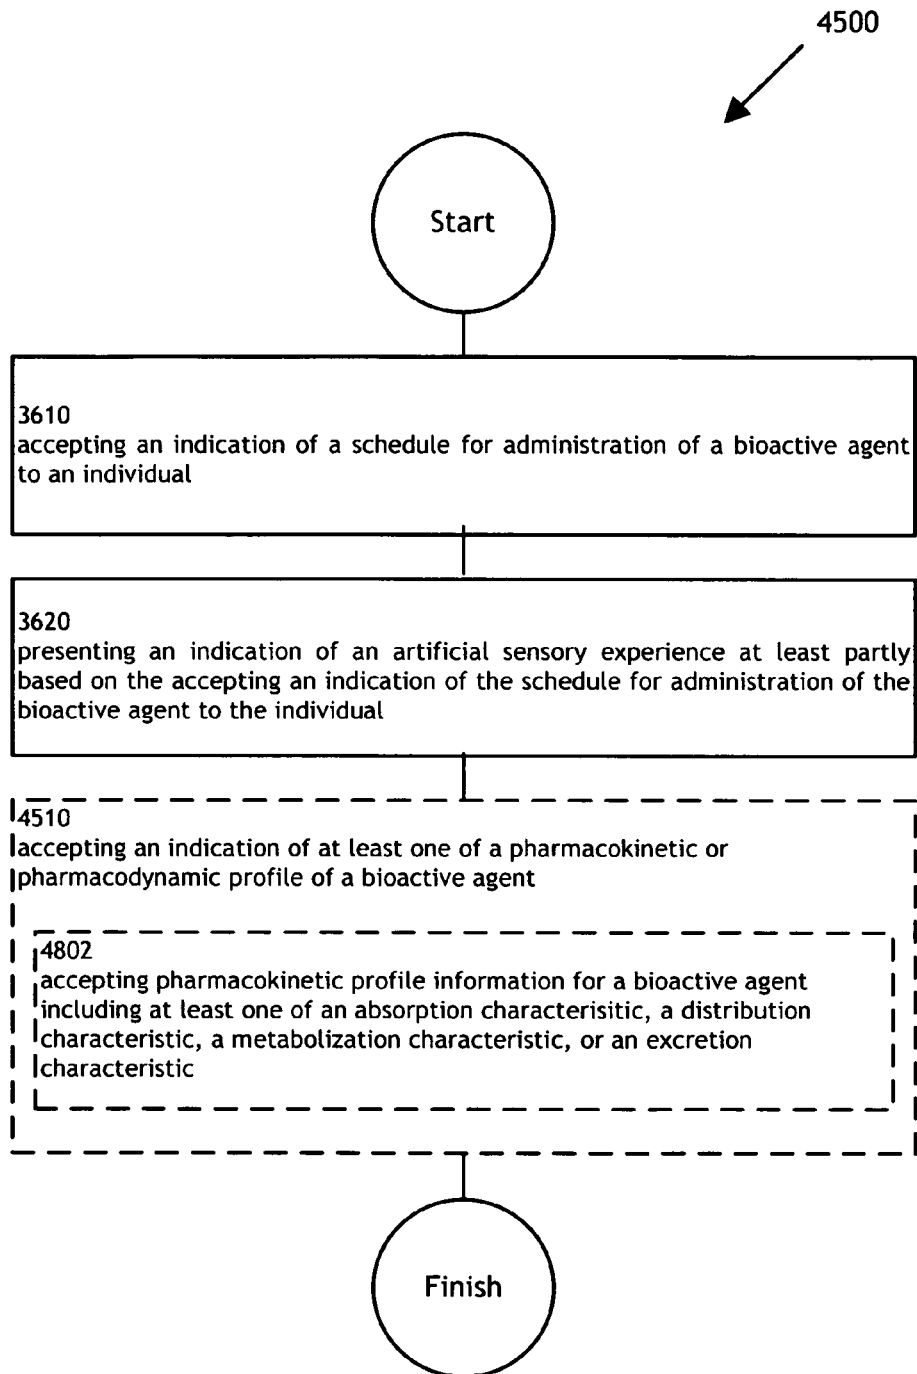 4500
Start
3610
accepting an indication of a schedule for administration of a bioactive agent
to an individual
3620
presenting an indication of an artificial sensory experience at least partly
based on the accepting an indication of the schedule for administration of the
bioactive agent to the individual
4510
accepting an indication of at least one of a pharmacokinetic or
pharmacodynamic profile of a bioactive agent
4802
accepting pharmacokinetic profile information for a bioactive agent
including at least one of an absorption characterisitic, a distribution
characteristic, a metabolization characteristic, or an excretion
characteristic
Finish